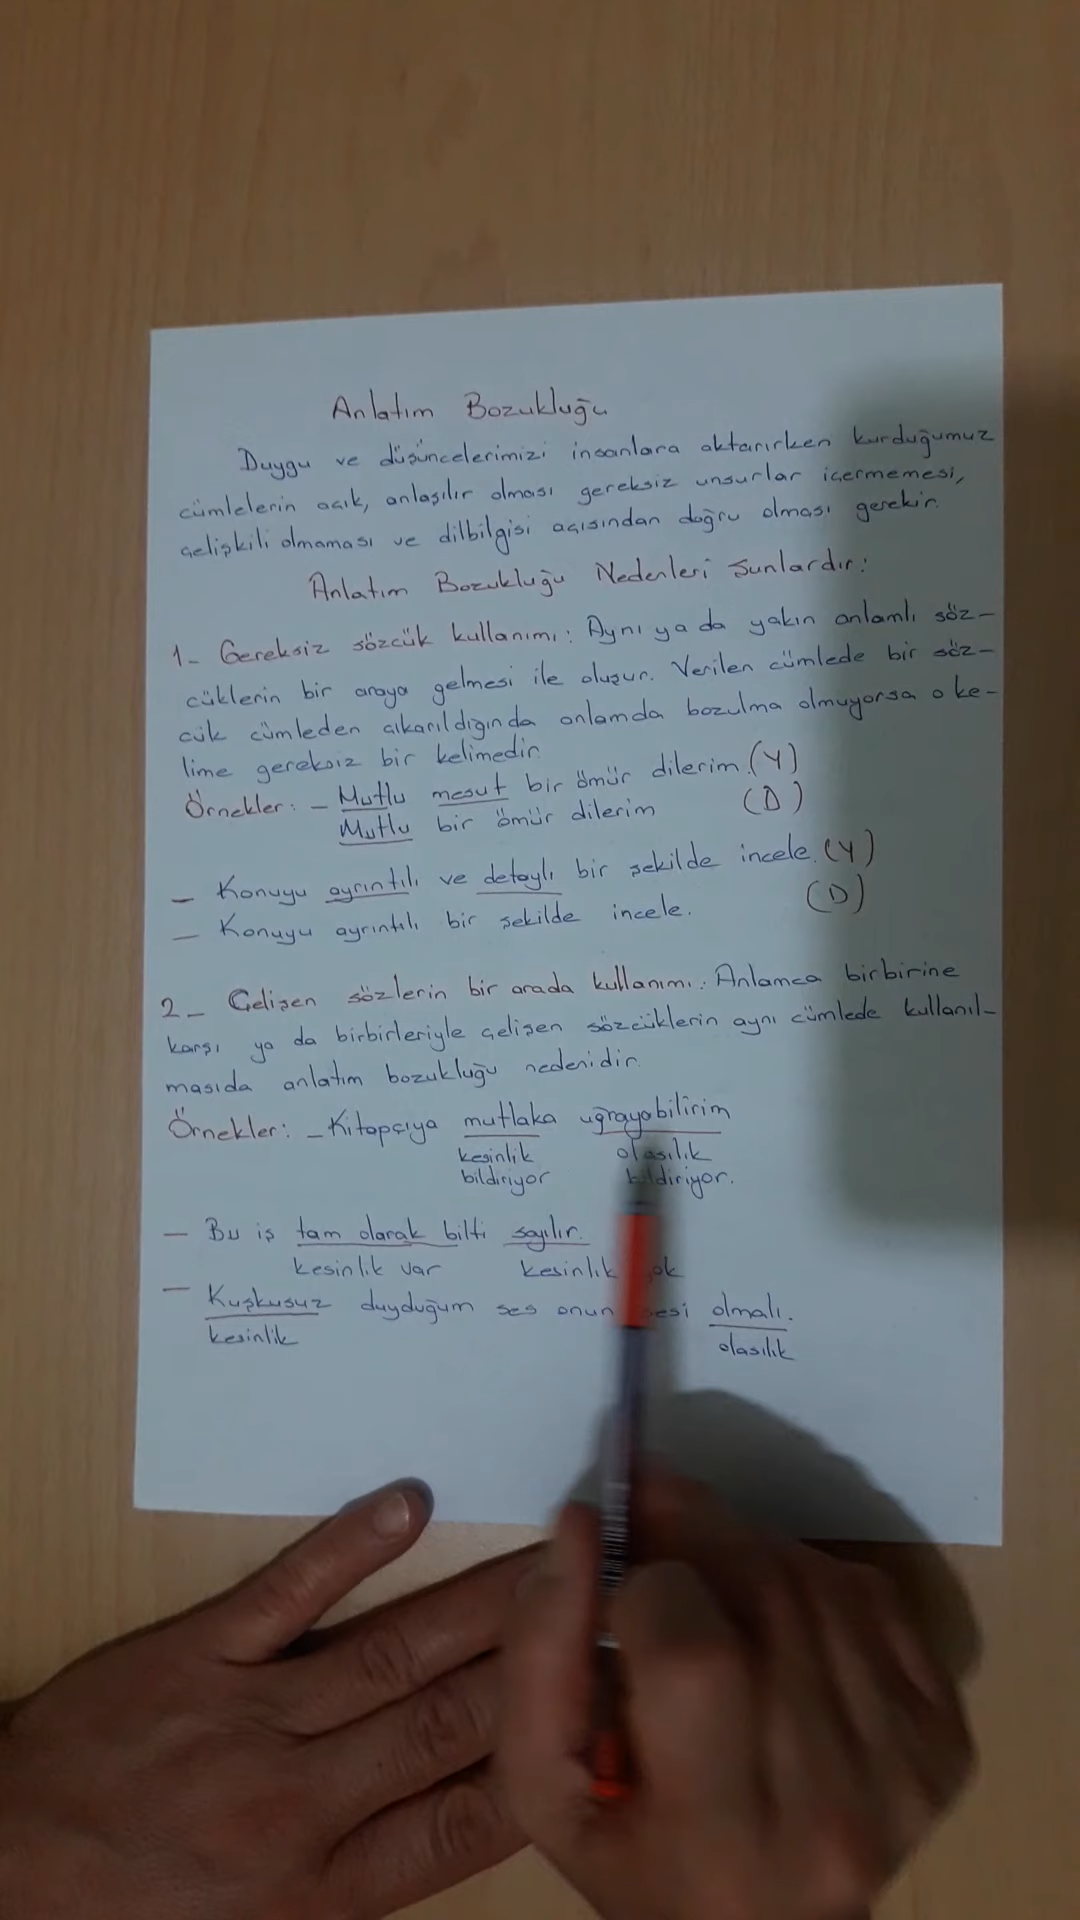 Anlatım Bozukluğu
Duygu ve düşüncelerimizi insanlara aktarırken kurduğumuz
cümlelerin açık, anlaşılır olması gereksiz unsurlar içermemesi,
çelişkili olmaması ve dilbilgisi açısından doğru olması gerekir.
Anlatım Bozukluğu Nedenleri Şunlardır:
1- Gereksiz sözcük kullanımı: Aynı ya da yakın anlamlı söz-
cüklerin bir araya gelmesi ile oluşur. Verilen cümlede bir söz-
cük cümleden çıkarıldığında anlamda bozulma olmuyorsa o ke-
lime gereksiz bir kelimedir.
Örnekler: - Mutlu mesut bir ömür dilerim. (Y)
Mutlu bir ömür dilerim (D)
- Konuyu ayrıntılı ve detaylı bir şekilde incele. (Y)
- Konuyu ayrıntılı bir şekilde incele. (D)
2- Çelişen sözlerin bir arada kullanımı: Anlamca birbirine
karşı ya da birbirleriyle çelişen sözcüklerin aynı cümlede kullanıl-
masıda anlatım bozukluğu nedenidir.
Örnekler: - Kitapçıya mutlaka uğrayabilirim
kesinlik olasılık
bildiriyor bildiriyor.
- Bu iş tam olarak bitti sayılır.
kesinlik var kesinlik
- Kuşkusuz duyduğum ses onun sesi olmalı.
kesinlik olasılık